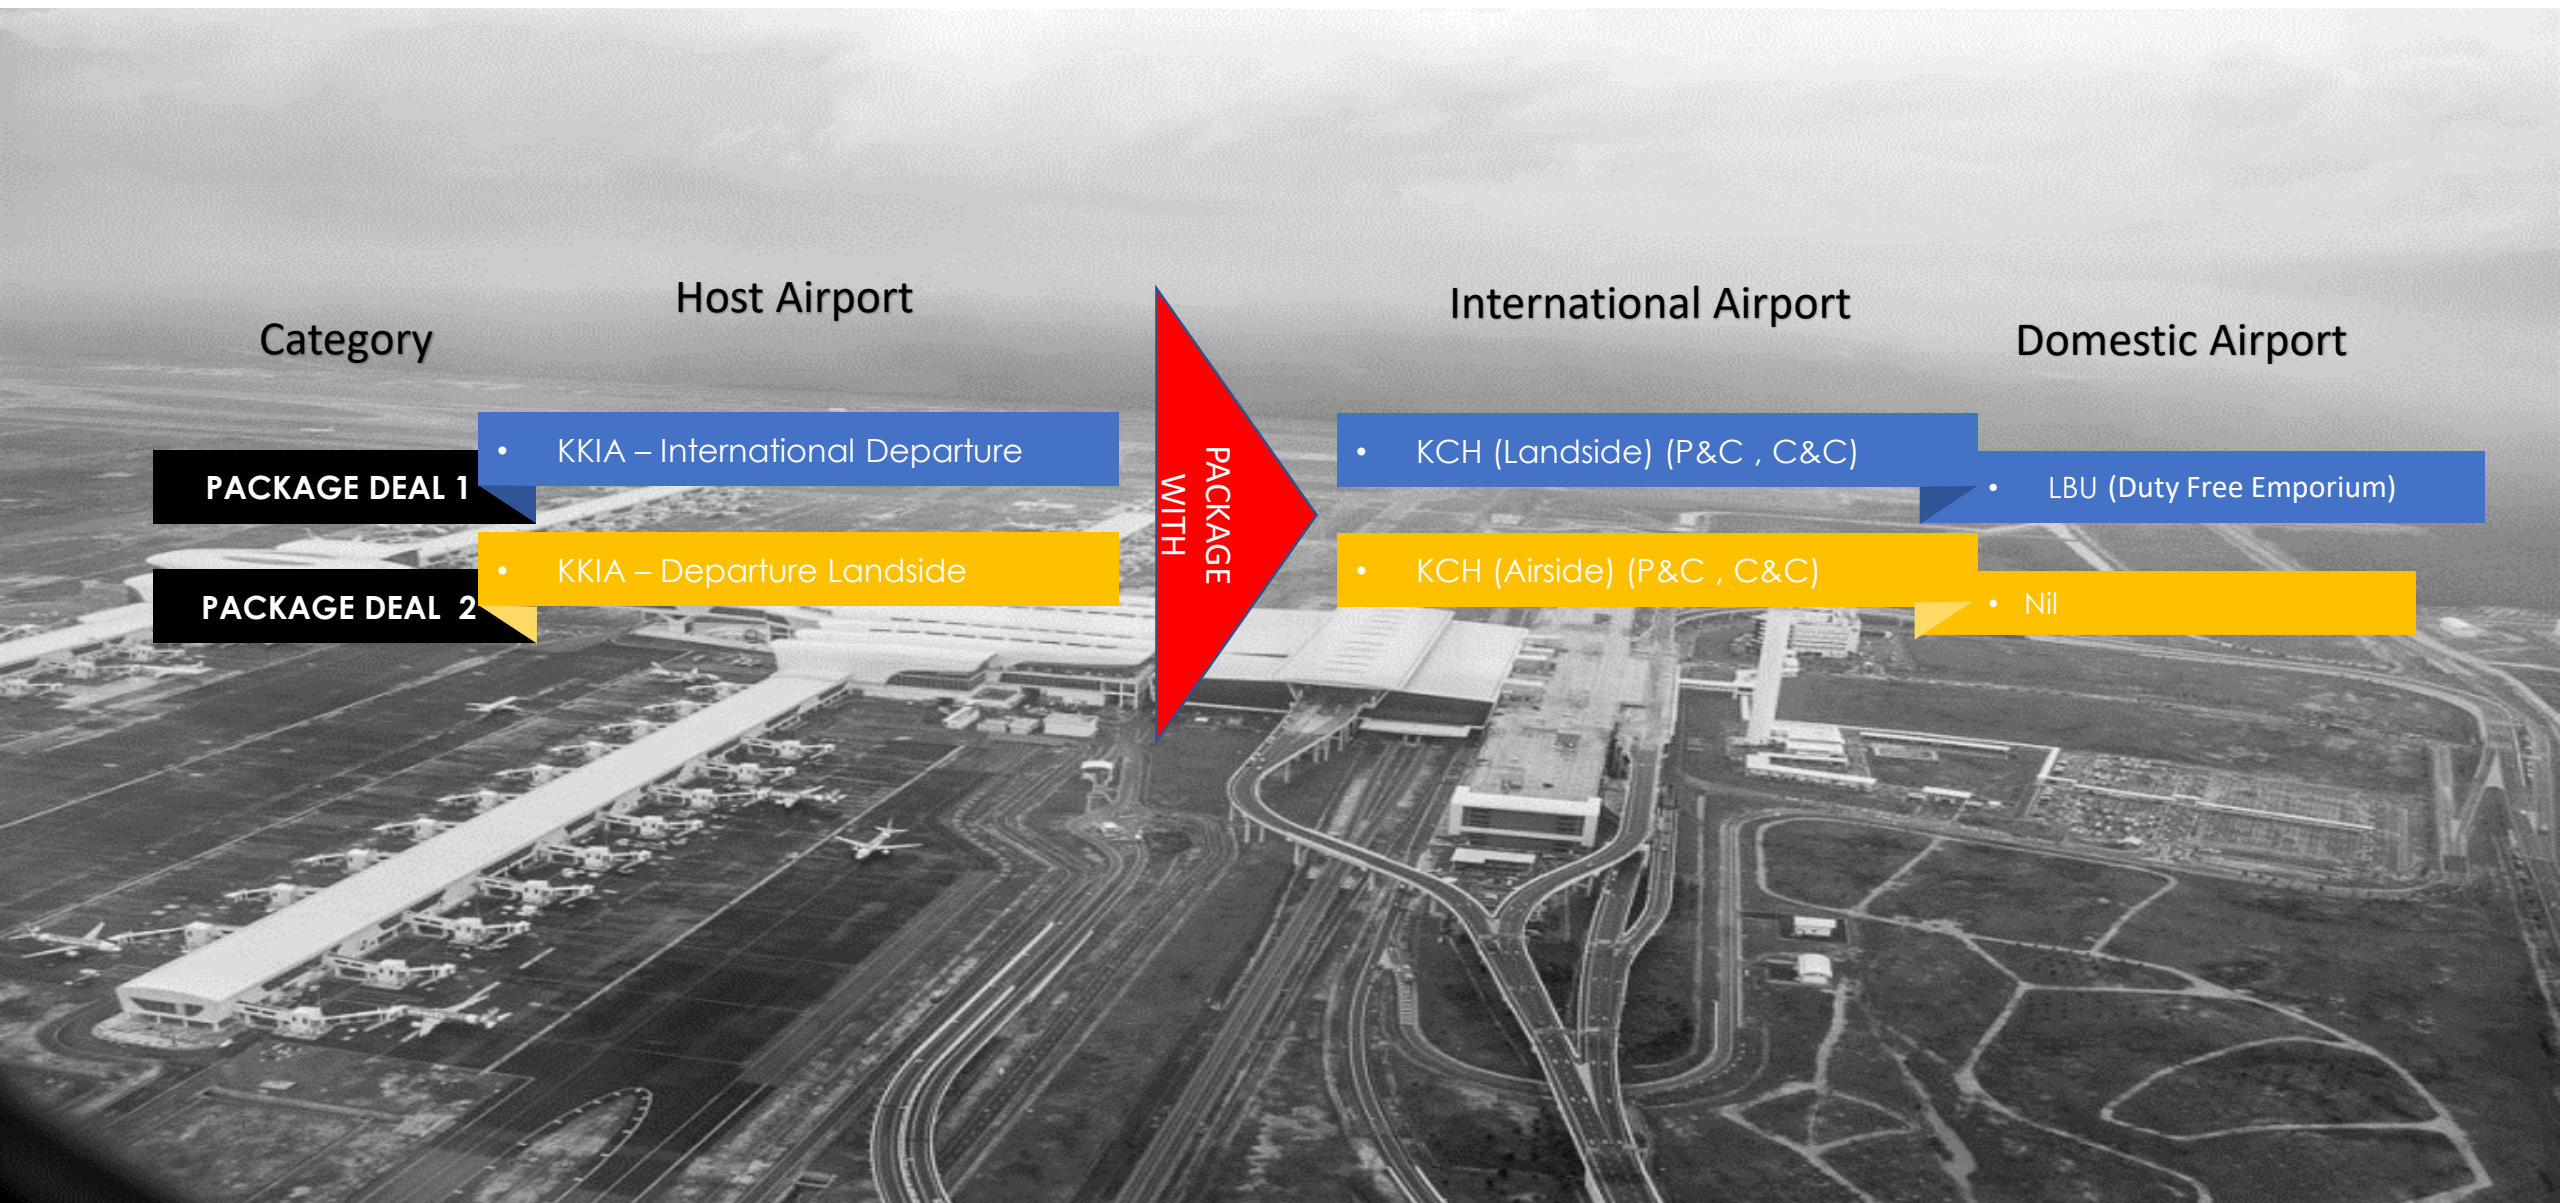 Category
Host Airport
International Airport
Domestic Airport
PACKAGE DEAL 1
• KKIA – International Departure
PACKAGE
WITH
• KCH (Landside) (P&C , C&C)
• LBU (Duty Free Emporium)
PACKAGE DEAL 2
• KKIA – Departure Landside
• KCH (Airside) (P&C , C&C)
• Nil